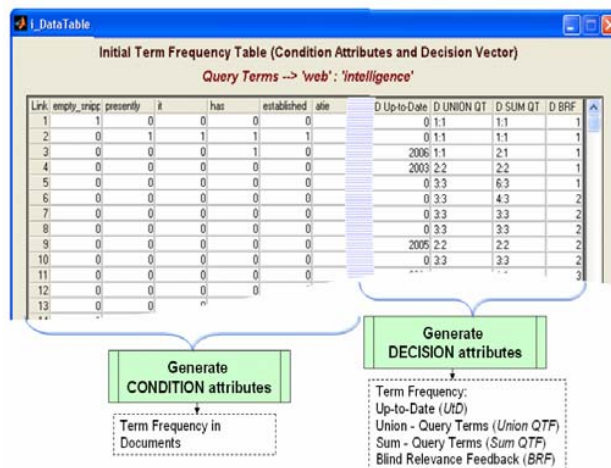 i_DataTable
Initial Term Frequency Table (Condition Attributes and Decision Vector)
Query Terms --> 'web' : 'intelligence'
Link empty_snipp presently it has established atie D Up-to-Date D UNION QT D SUM QT D BRF
1 1 0 0 0 0 0 1:1 1:1 1
2 0 1 1 1 1 0 1:1 1:1 1
3 0 0 0 1 0 2006 1:1 2:1 1
4 0 0 0 0 0 2003 2:2 2:2 1
5 0 0 0 0 0 0 3:3 6:3 1
6 0 0 0 0 0 0 3:3 4:3 2
7 0 0 0 0 0 0 3:3 3:3 2
8 0 0 0 0 0 0 3:3 3:3 2
9 0 0 0 0 0 2005 2:2 2:2 2
10 0 0 0 0 0 0 3:3 3:3 2
11 0 0 0 0 0 3
12 0 0 0 0
13 0 0
Generate
CONDITION attributes
Term Frequency in
Documents
Generate
DECISION attributes
Term Frequency:
Up-to-Date (UtD)
Union - Query Terms (Union QTF)
Sum - Query Terms (Sum QTF)
Blind Relevance Feedback (BRF)